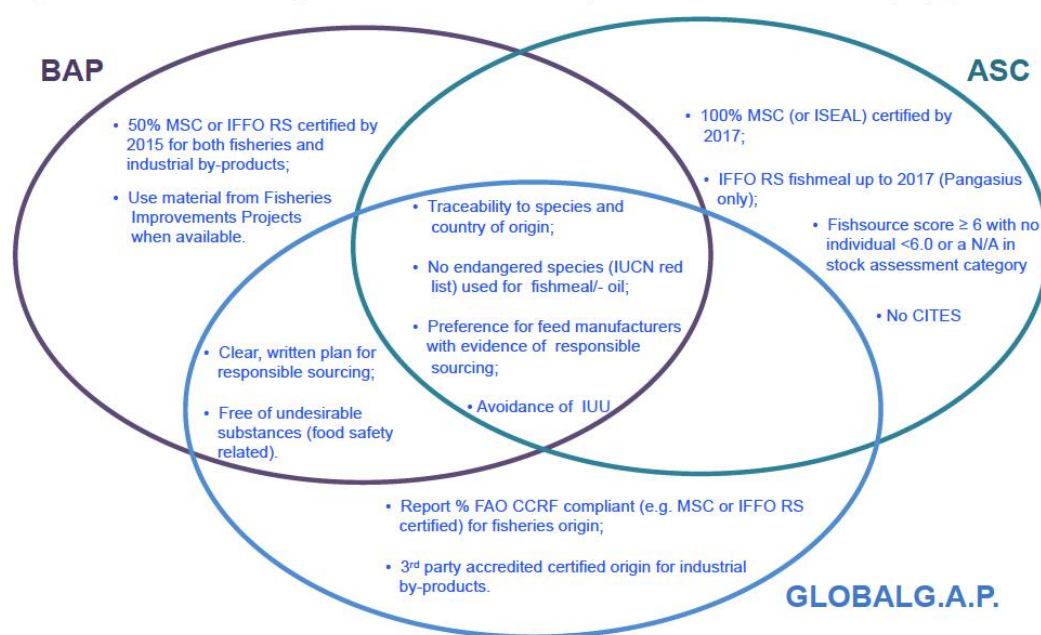 BAP
ASC
• 50% MSC or IFFO RS certified by
2015 for both fisheries and
industrial by-products;
• Use material from Fisheries
Improvements Projects
when available.
• 100% MSC (or ISEAL) certified by
2017;
• IFFO RS fishmeal up to 2017 (Pangasius
only);
• Fishsource score ≥ 6 with no
individual <6.0 or a N/A in
stock assessment category
• No CITES
• Traceability to species and
country of origin;
• No endangered species (IUCN red
list) used for fishmeal/- oil;
• Preference for feed manufacturers
with evidence of responsible
sourcing;
• Avoidance of IUU
• Clear, written plan for
responsible sourcing;
• Free of undesirable
substances (food safety
related).
• Report % FAO CCRF compliant (e.g. MSC or IFFO RS
certified) for fisheries origin;
• 3rd party accredited certified origin for industrial
by-products.
GLOBALG.A.P.